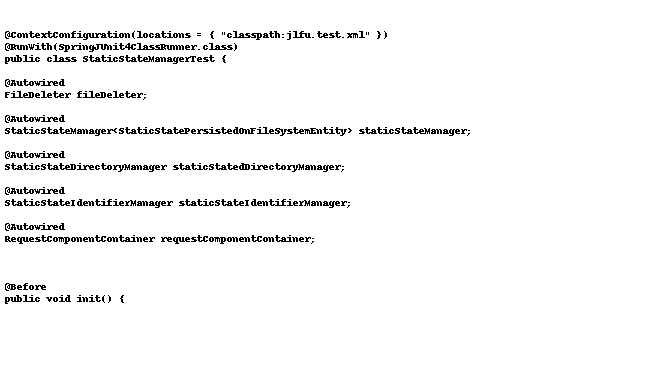 @ContextConfiguration(locations = { "classpath:jlfu.test.xml" })
@RunWith(SpringJUnit4ClassRunner.class)
public class StaticStateManagerTest {
@Autowired
FileDeleter fileDeleter;
@Autowired
StaticStateManager<StaticStatePersistedOnFileSystemEntity> staticStateManager;
@Autowired
StaticStateDirectoryManager staticStatedDirectoryManager;
@Autowired
StaticStateIdentifierManager staticStateIdentifierManager;
@Autowired
RequestComponentContainer requestComponentContainer;
@Before
public void init() {